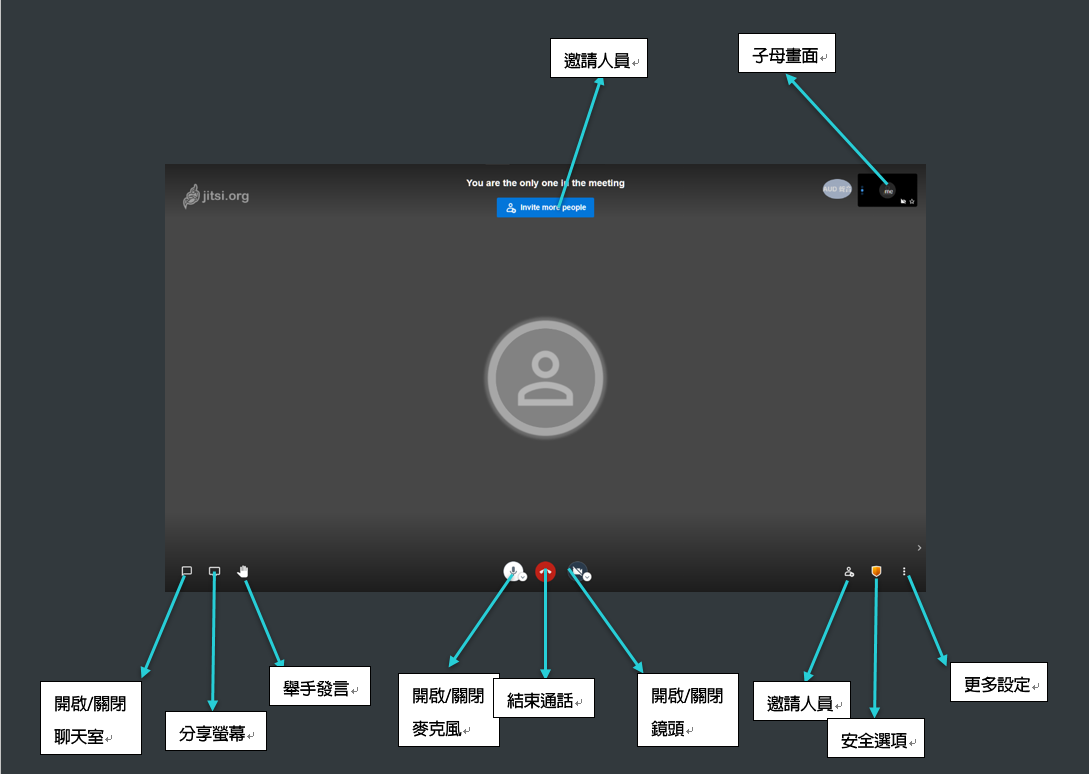 邀請人員
子母畫面
jitsi.org
You are the only one in the meeting
Invite more people
AUD
me
開啟/關閉
聊天室
分享螢幕
舉手發言
開啟/關閉
麥克風
結束通話
開啟/關閉
鏡頭
邀請人員
安全選項
更多設定